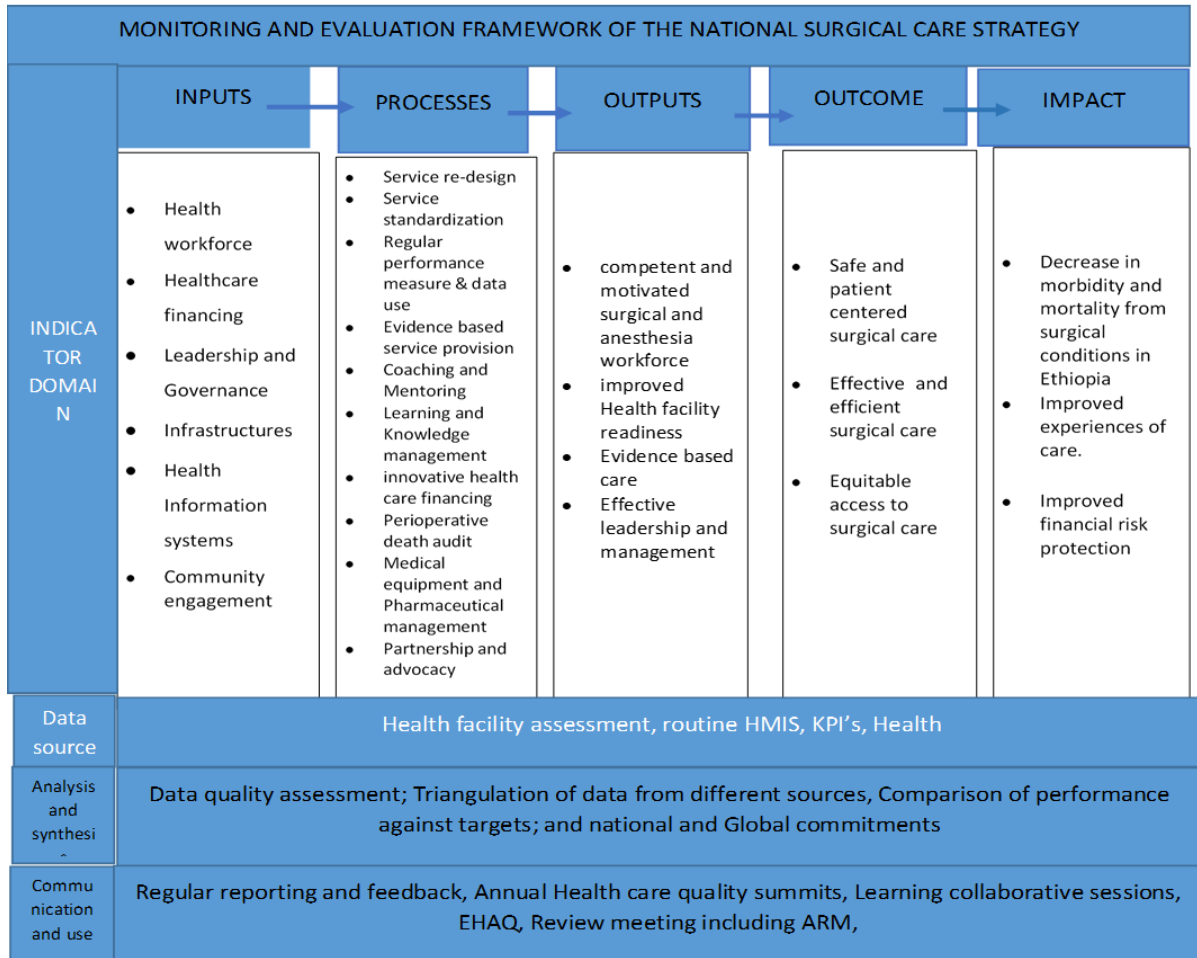 MONITORING AND EVALUATION FRAMEWORK OF THE NATIONAL SURGICAL CARE STRATEGY
INPUTS
PROCESSES
OUTPUTS
OUTCOME
IMPACT
INDICA
TOR
DOMAI
N
● Health
workforce
● Healthcare
financing
● Leadership and
Governance
● Infrastructures
● Health
Information
systems
● Community
engagement
● Service re-design
● Service
standardization
● Regular
performance
measure & data
use
● Evidence based
service provision
● Coaching and
Mentoring
● Learning and
Knowledge
management
● innovative health
care financing
● Perioperative
death audit
● Medical
equipment and
Pharmaceutical
management
● Partnership and
advocacy
● competent and
motivated
surgical and
anesthesia
workforce
● improved
Health facility
readiness
● Evidence based
care
● Effective
leadership and
management
● Safe and
patient
centered
surgical care
● Effective and
efficient
surgical care
● Equitable
access to
surgical care
● Decrease in
morbidity and
mortality from
surgical
conditions in
Ethiopia
● Improved
experiences of
care.
● Improved
financial risk
protection
Data
source
Health facility assessment, routine HMIS, KPI's, Health
Analysis
and
synthesi
Data quality assessment; Triangulation of data from different sources, Comparison of performance
against targets; and national and Global commitments
Commu
nication
and use
Regular reporting and feedback, Annual Health care quality summits, Learning collaborative sessions,
EHAQ, Review meeting including ARM,